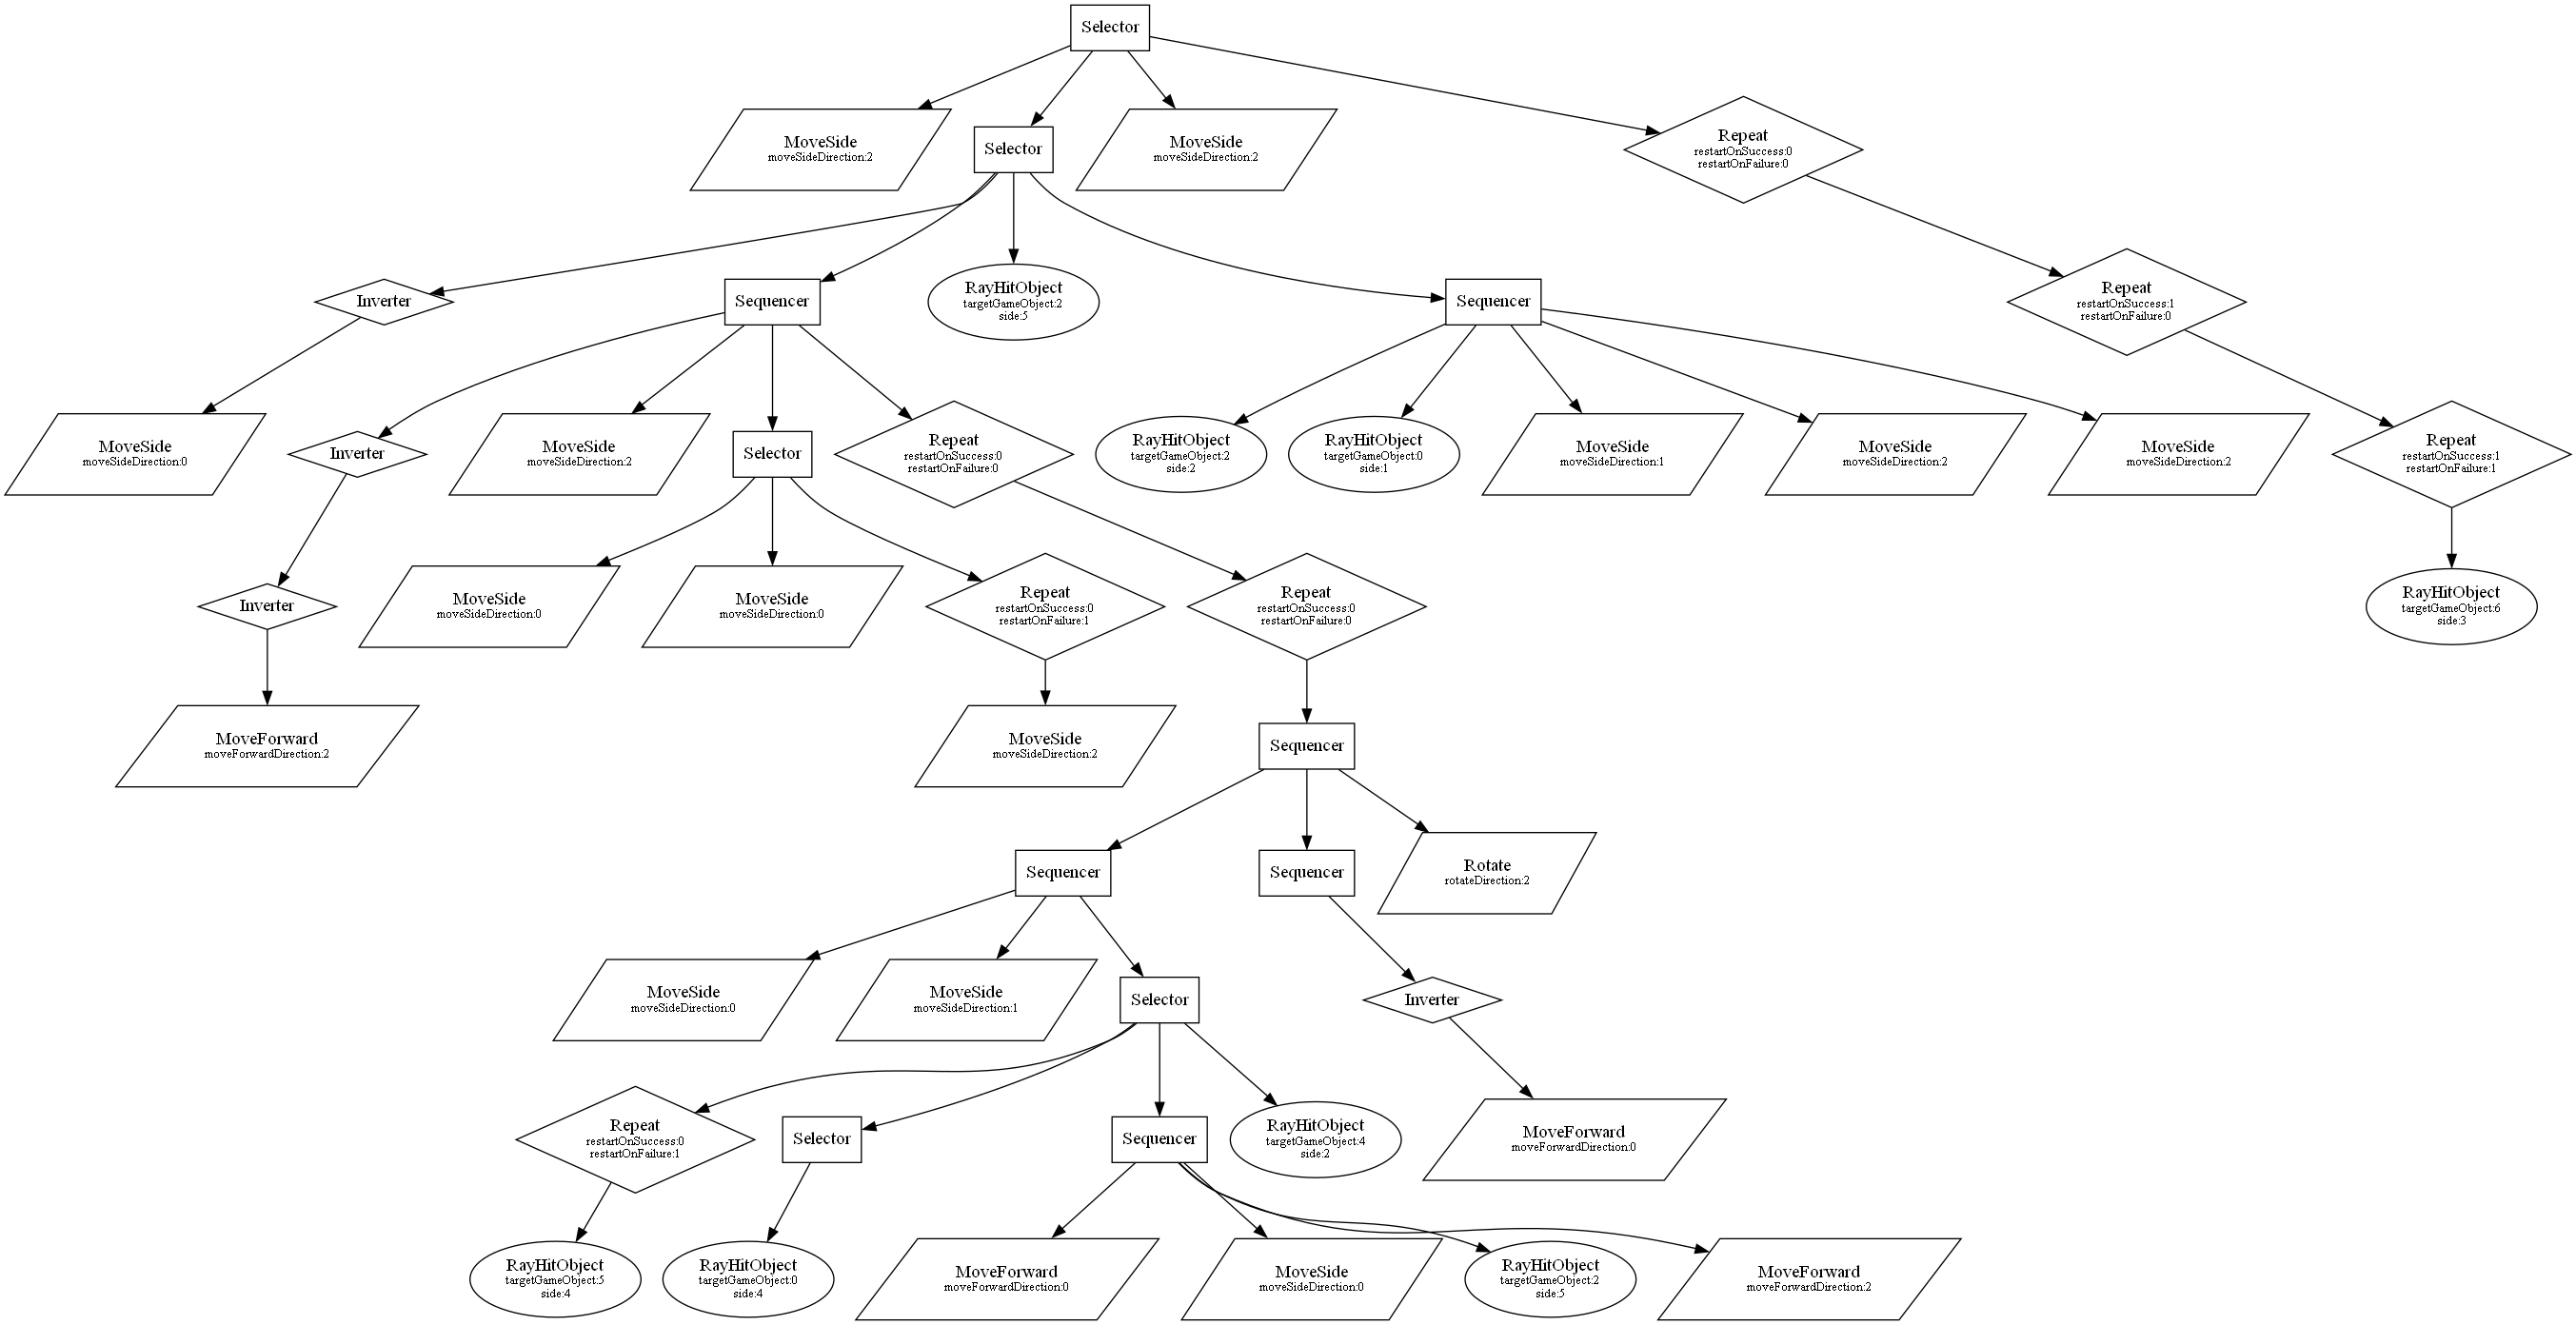 Selector
MoveSide
moveSideDirection:2
Selector
MoveSide
moveSideDirection:2
Repeat
restartOnSuccess:0
restartOnFailure:0
Inverter
Sequencer
RayHitObject
targetGameObject:2
side:5
Sequencer
Repeat
restartOnSuccess:1
restartOnFailure:0
MoveSide
moveSideDirection:0
Inverter
MoveSide
moveSideDirection:2
Selector
Repeat
restartOnSuccess:0
restartOnFailure:0
RayHitObject
targetGameObject:2
side:2
RayHitObject
targetGameObject:0
side:1
MoveSide
moveSideDirection:1
MoveSide
moveSideDirection:2
MoveSide
moveSideDirection:2
Repeat
restartOnSuccess:1
restartOnFailure:1
Inverter
MoveSide
moveSideDirection:0
MoveSide
moveSideDirection:0
Repeat
restartOnSuccess:0
restartOnFailure:1
Repeat
restartOnSuccess:0
restartOnFailure:0
RayHitObject
targetGameObject:6
side:3
MoveForward
moveForwardDirection:2
MoveSide
moveSideDirection:2
Sequencer
Sequencer
Sequencer
Rotate
rotateDirection:2
MoveSide
moveSideDirection:0
MoveSide
moveSideDirection:1
Selector
Inverter
Repeat
restartOnSuccess:0
restartOnFailure:1
Selector
Sequencer
RayHitObject
targetGameObject:4
side:2
MoveForward
moveForwardDirection:0
RayHitObject
targetGameObject:5
side:4
RayHitObject
targetGameObject:0
side:4
MoveForward
moveForwardDirection:0
MoveSide
moveSideDirection:0
RayHitObject
targetGameObject:2
side:5
MoveForward
moveForwardDirection:2